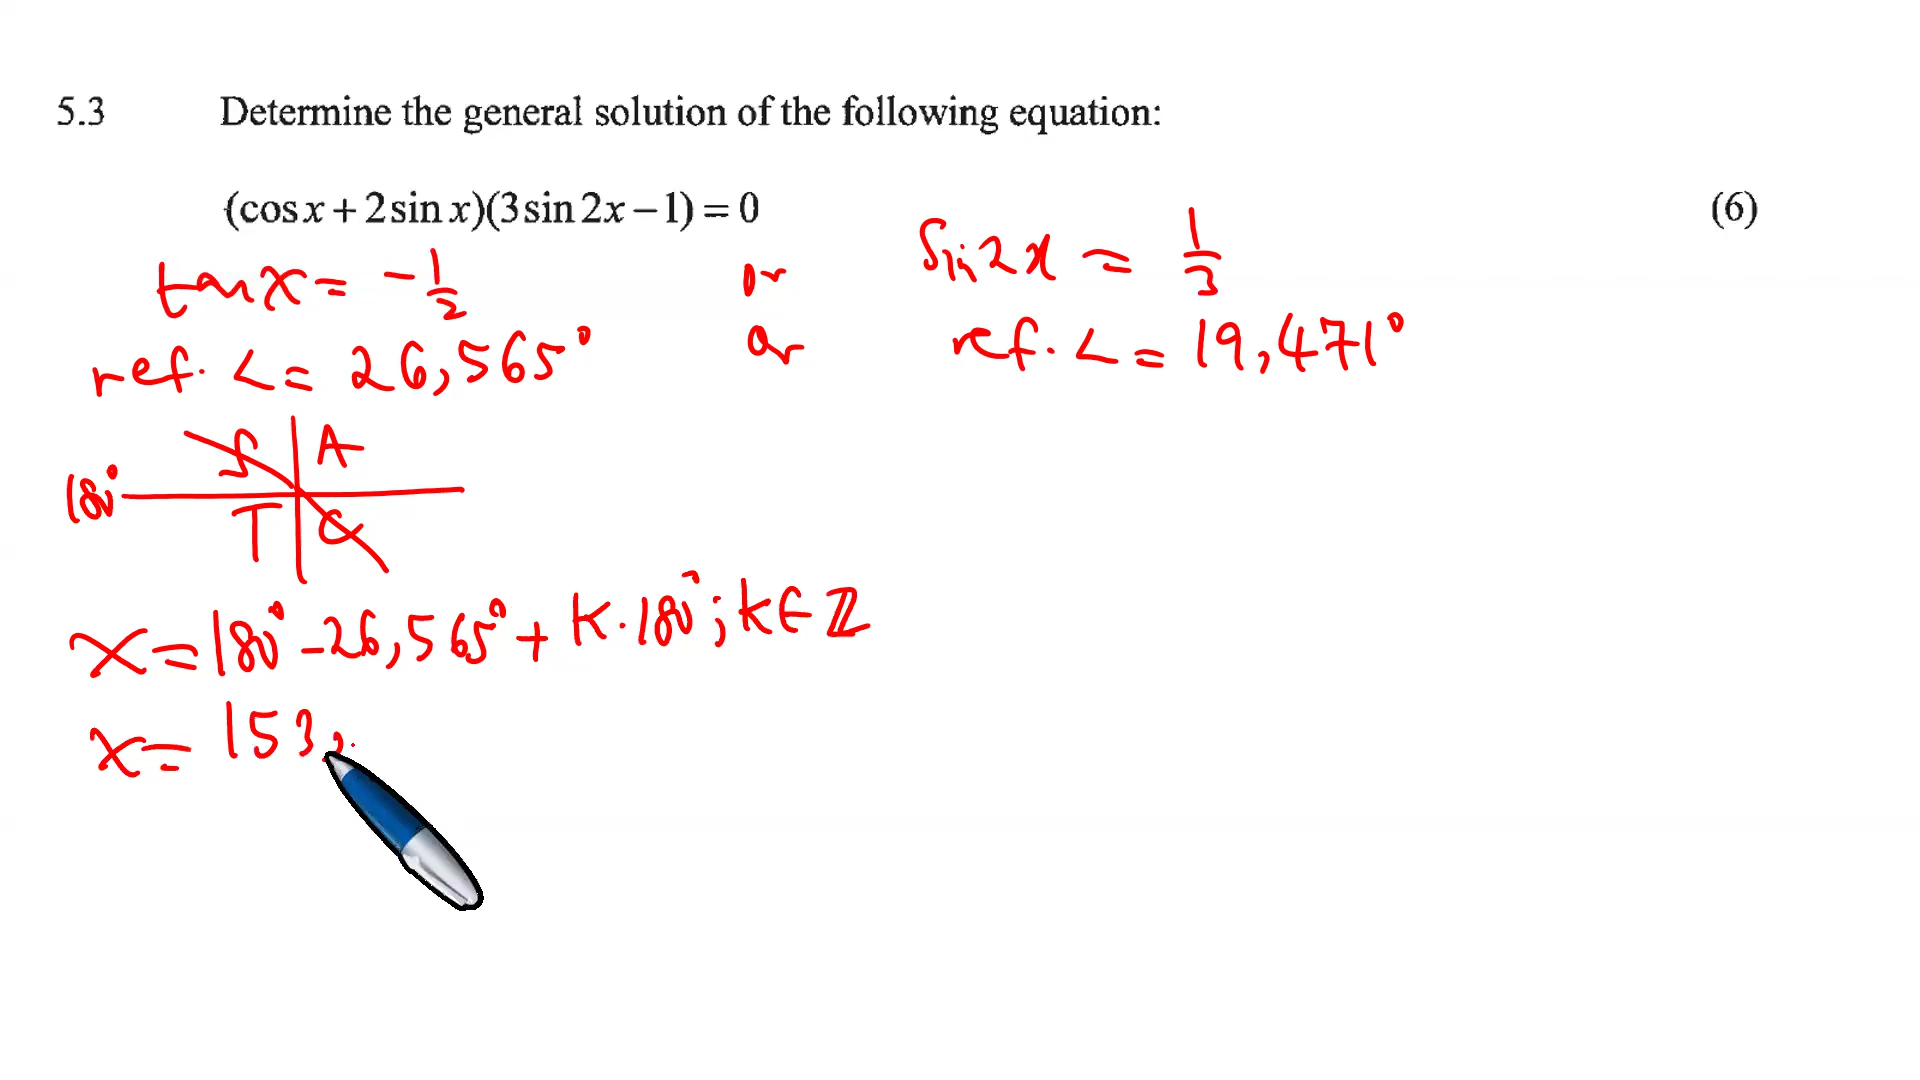 5.3 Determine the general solution of the following equation:
(cos x + 2 sin x)(3 sin 2x − 1) = 0 (6)
tan x = -1/2 or Sin 2x = 1/3
ref. ∠ = 26,565° or ref. ∠ = 19,471°
S A
180°
T C
x = 180° - 26,565° + k.180°; k ∈ ℤ
x = 153,